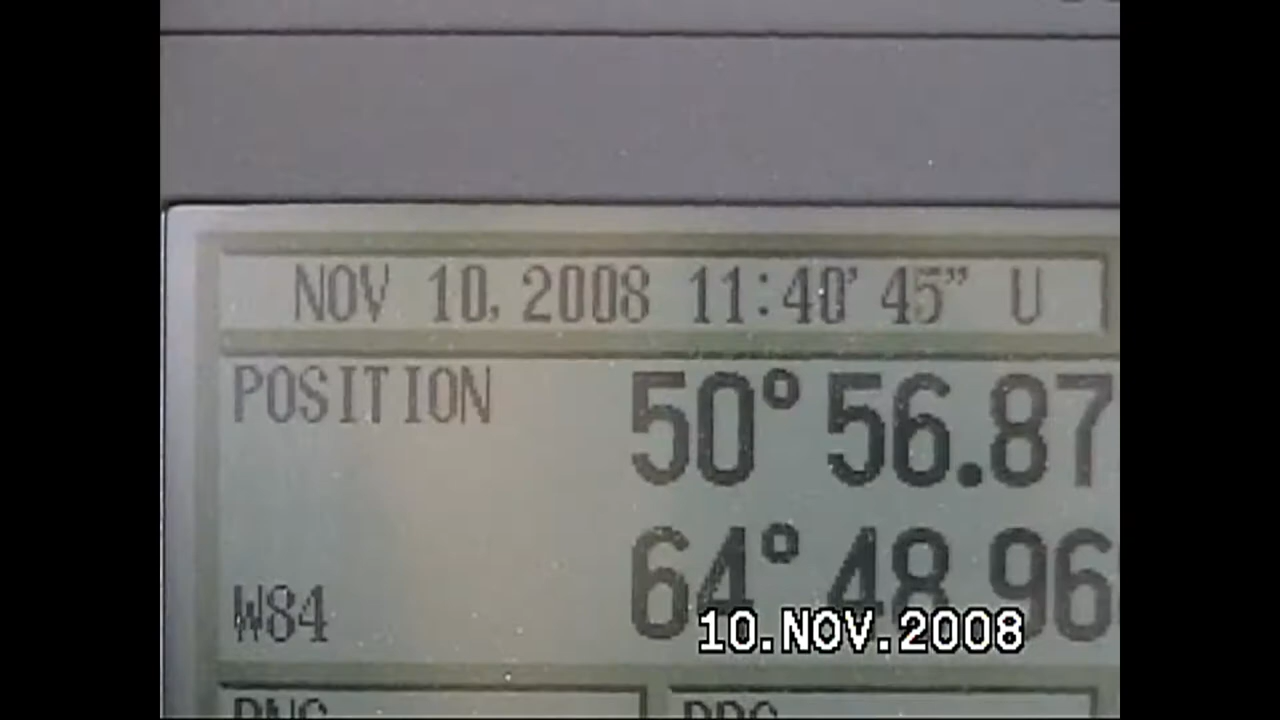 NOV 10,2008 11:40' 45" U
POSITION 50° 56.87
64° 48.96
W84
10.NOV.2008